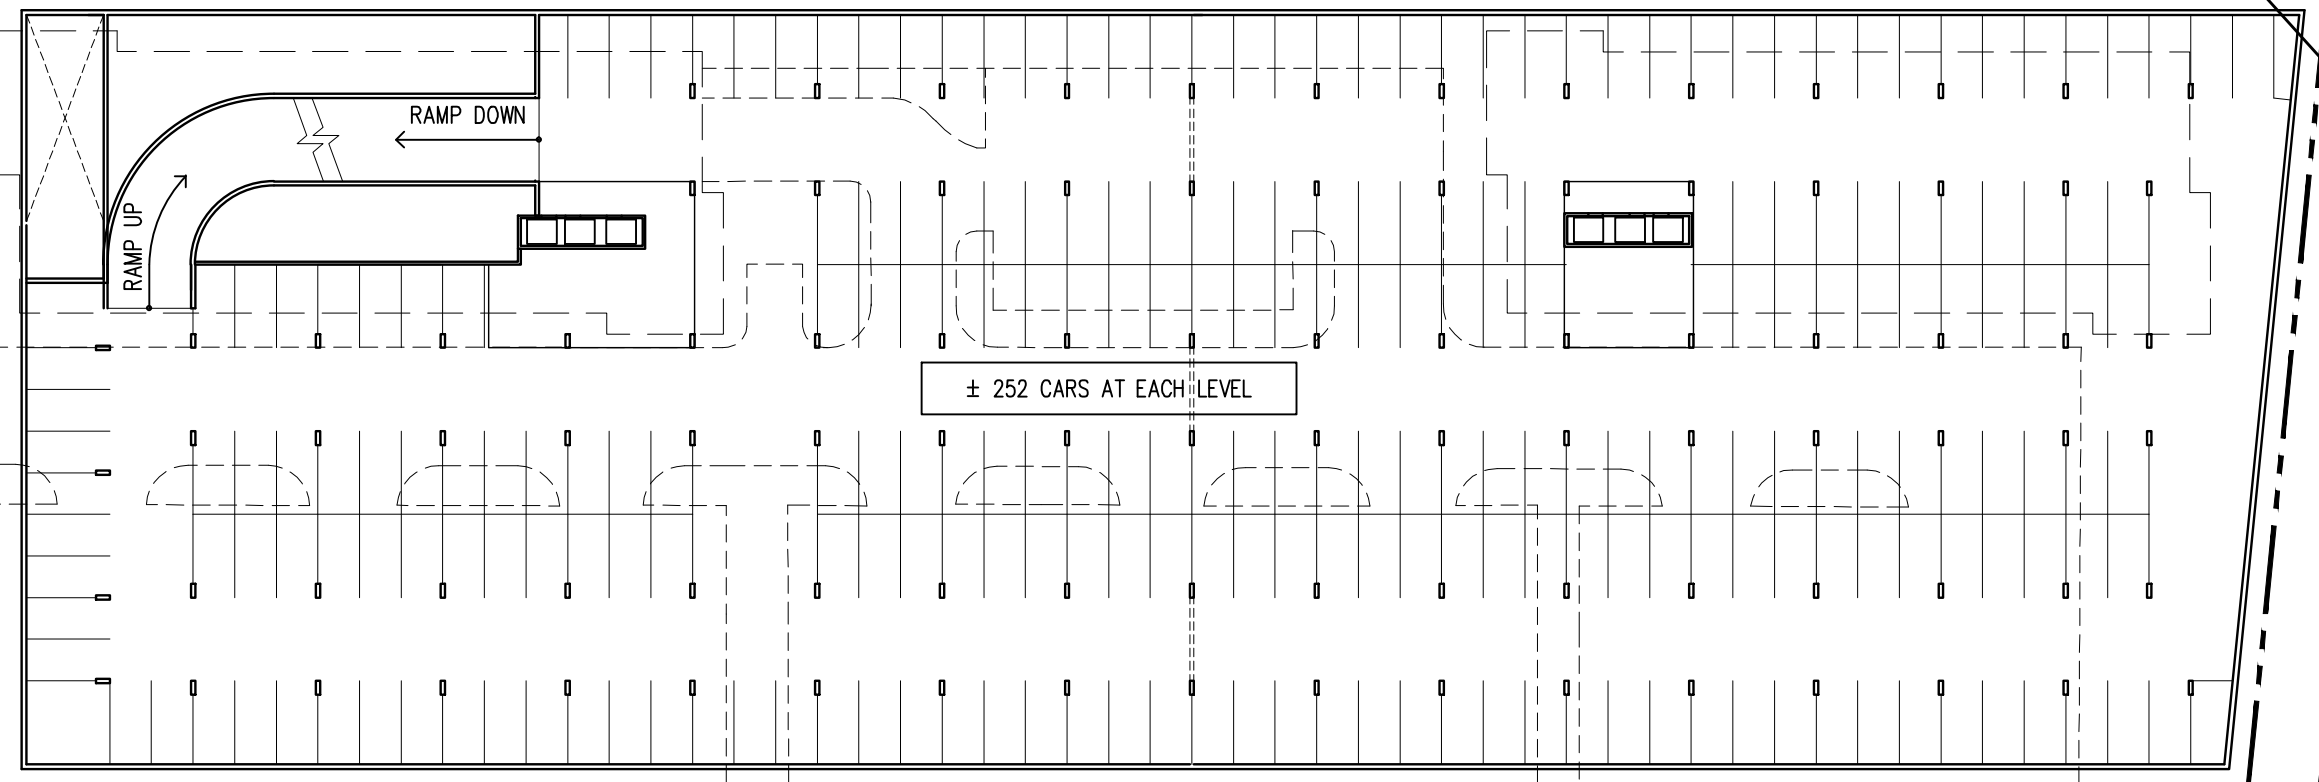 RAMP DOWN
RAMP UP
± 252 CARS AT EACH LEVEL